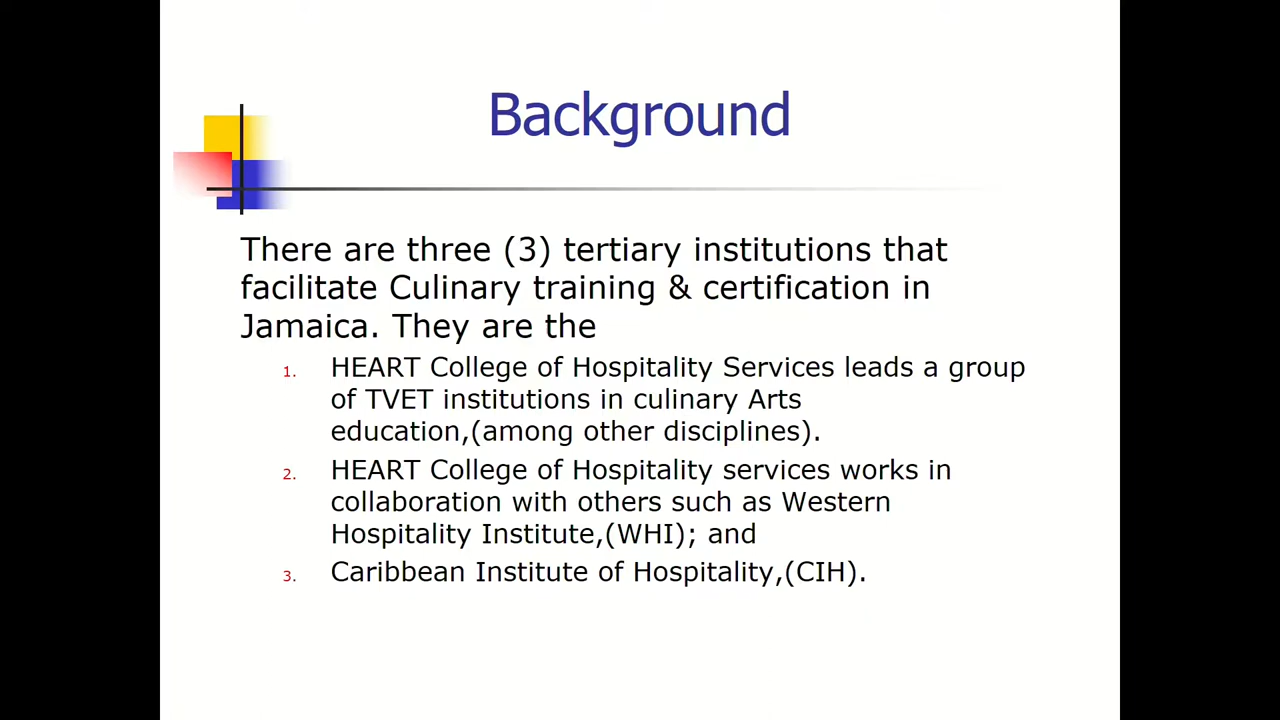 Background
There are three (3) tertiary institutions that
facilitate Culinary training & certification in
Jamaica. They are the
1. HEART College of Hospitality Services leads a group
of TVET institutions in culinary Arts
education,(among other disciplines).
2. HEART College of Hospitality services works in
collaboration with others such as Western
Hospitality Institute,(WHI); and
3. Caribbean Institute of Hospitality,(CIH).